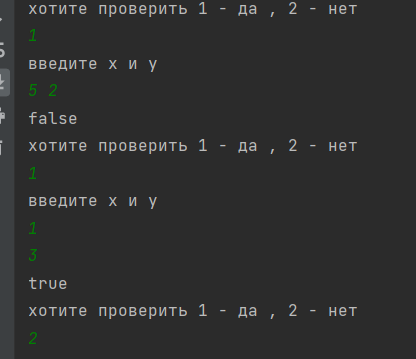 хотите проверить 1 - да , 2 - нет
1
введите x и y
5 2
false
хотите проверить 1 - да , 2 - нет
1
введите x и y
1
3
true
хотите проверить 1 - да , 2 - нет
2